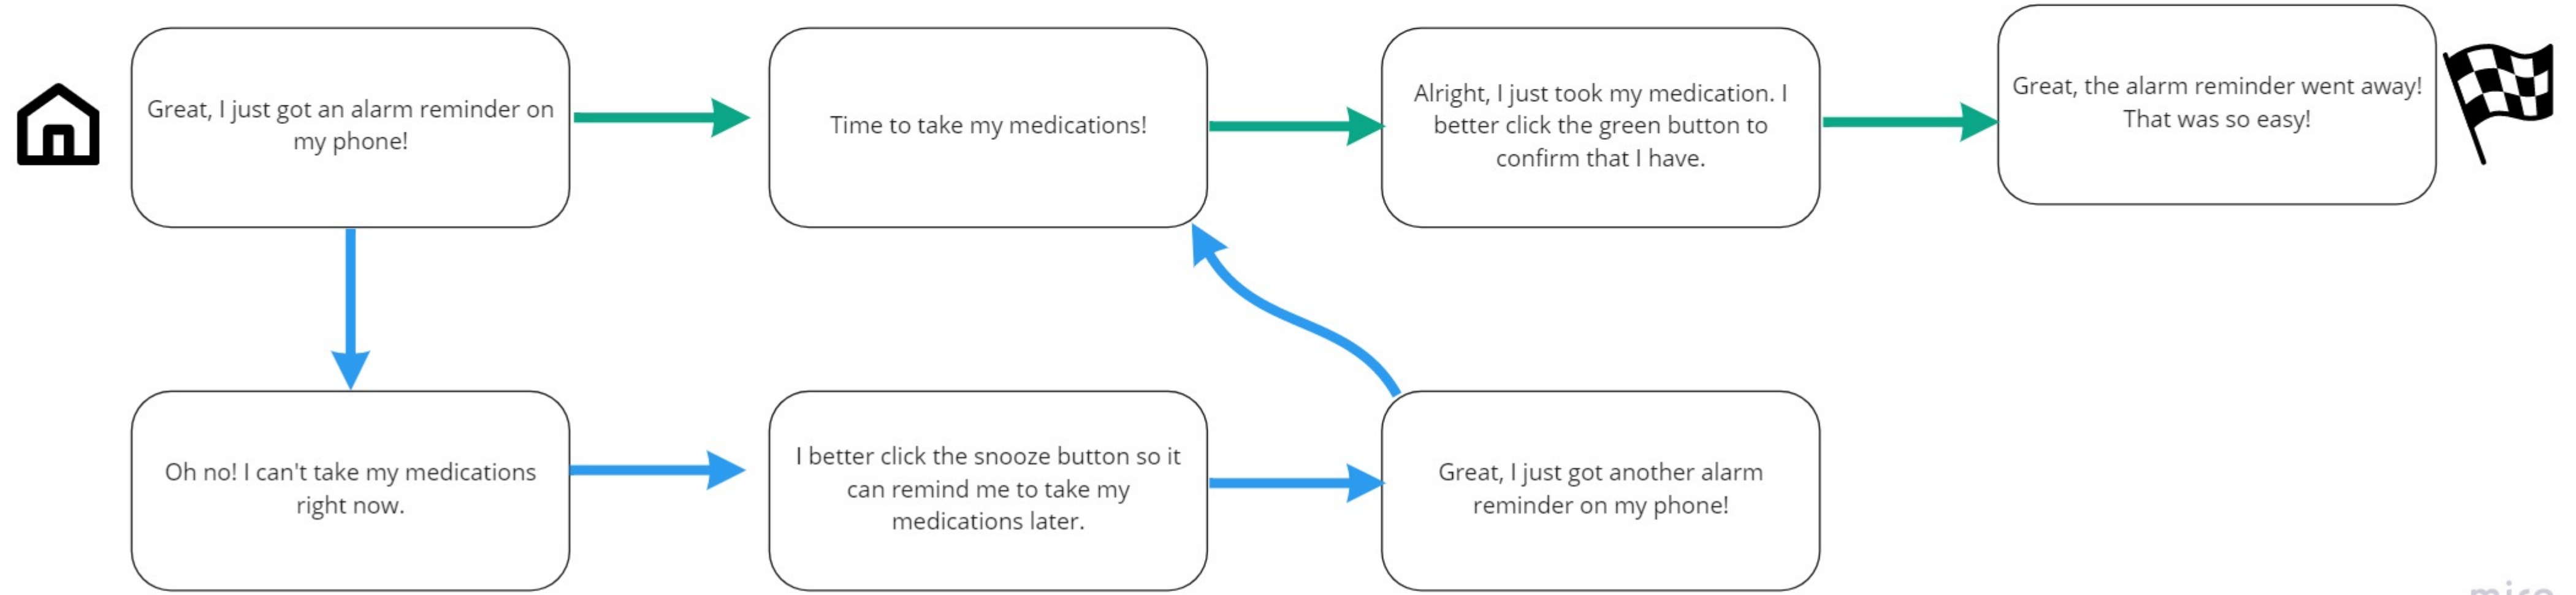 Great, I just got an alarm reminder on
my phone!
Time to take my medications!
Alright, I just took my medication. I
better click the green button to
confirm that I have.
Great, the alarm reminder went away!
That was so easy!
Oh no! I can't take my medications
right now.
I better click the snooze button so it
can remind me to take my
medications later.
Great, I just got another alarm
reminder on my phone!
miro